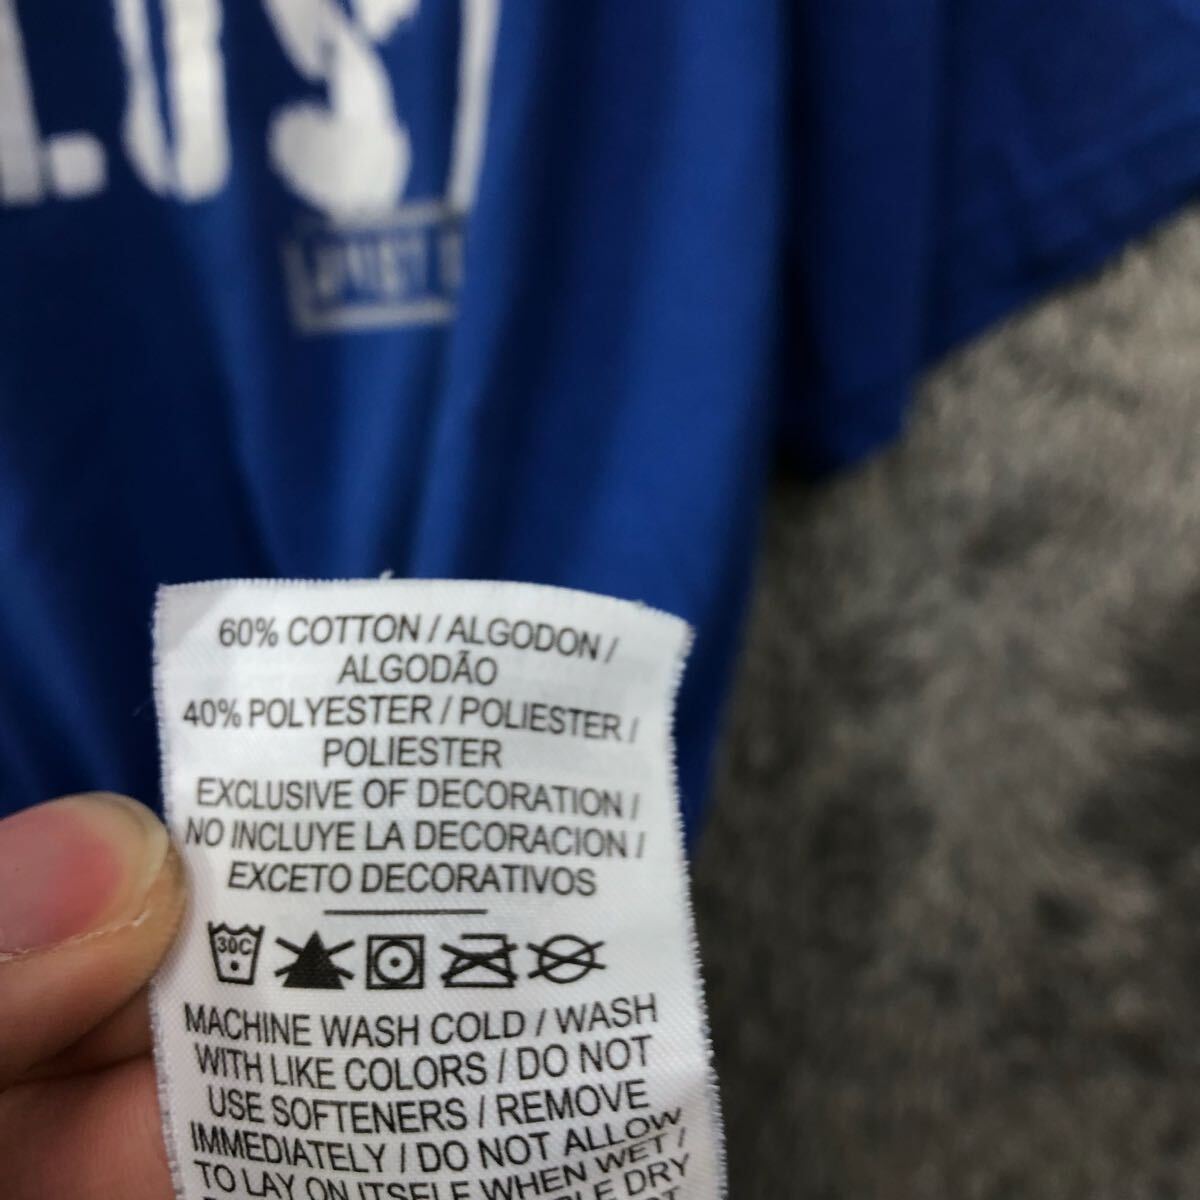 .US
60% COTTON / ALGODON /
ALGODÃO
40% POLYESTER / POLIESTER /
POLIESTER
EXCLUSIVE OF DECORATION /
NO INCLUYE LA DECORACION /
EXCETO DECORATIVOS
30C
MACHINE WASH COLD / WASH
WITH LIKE COLORS / DO NOT
USE SOFTENERS / REMOVE
IMMEDIATELY / DO NOT ALLOW
TO LAY ON ITSELF WHEN WET /
DRY